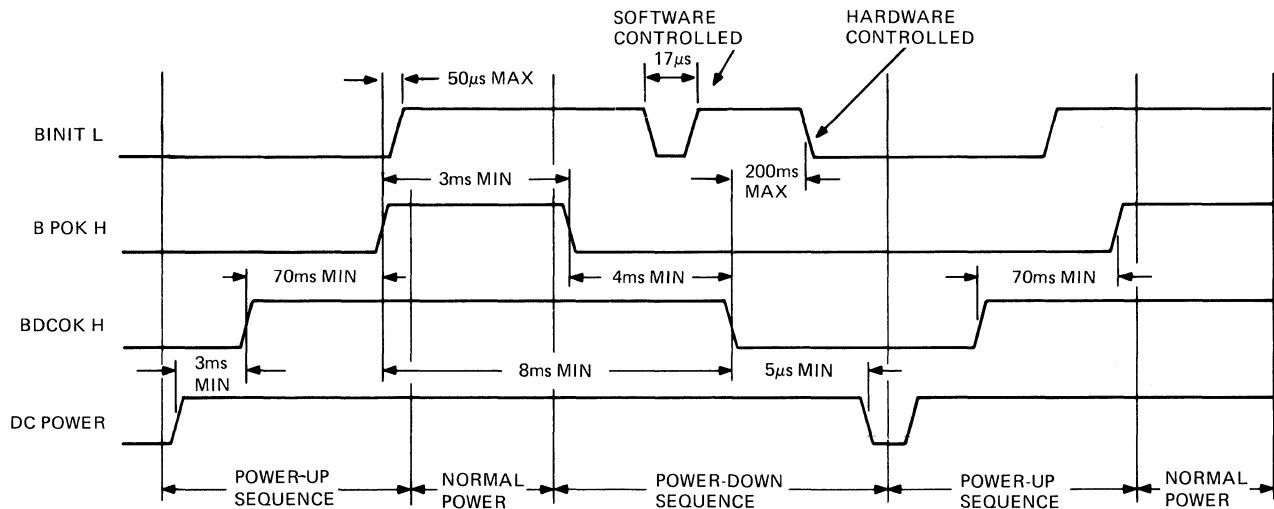 SOFTWARE
CONTROLLED
HARDWARE
CONTROLLED
17µs
50µs MAX
BINIT L
3ms MIN
200ms
MAX
B POK H
70ms MIN
4ms MIN
70ms MIN
BDCOK H
3ms
MIN
8ms MIN
5µs MIN
DC POWER
POWER-UP
SEQUENCE
NORMAL
POWER
POWER-DOWN
SEQUENCE
POWER-UP
SEQUENCE
NORMAL
POWER